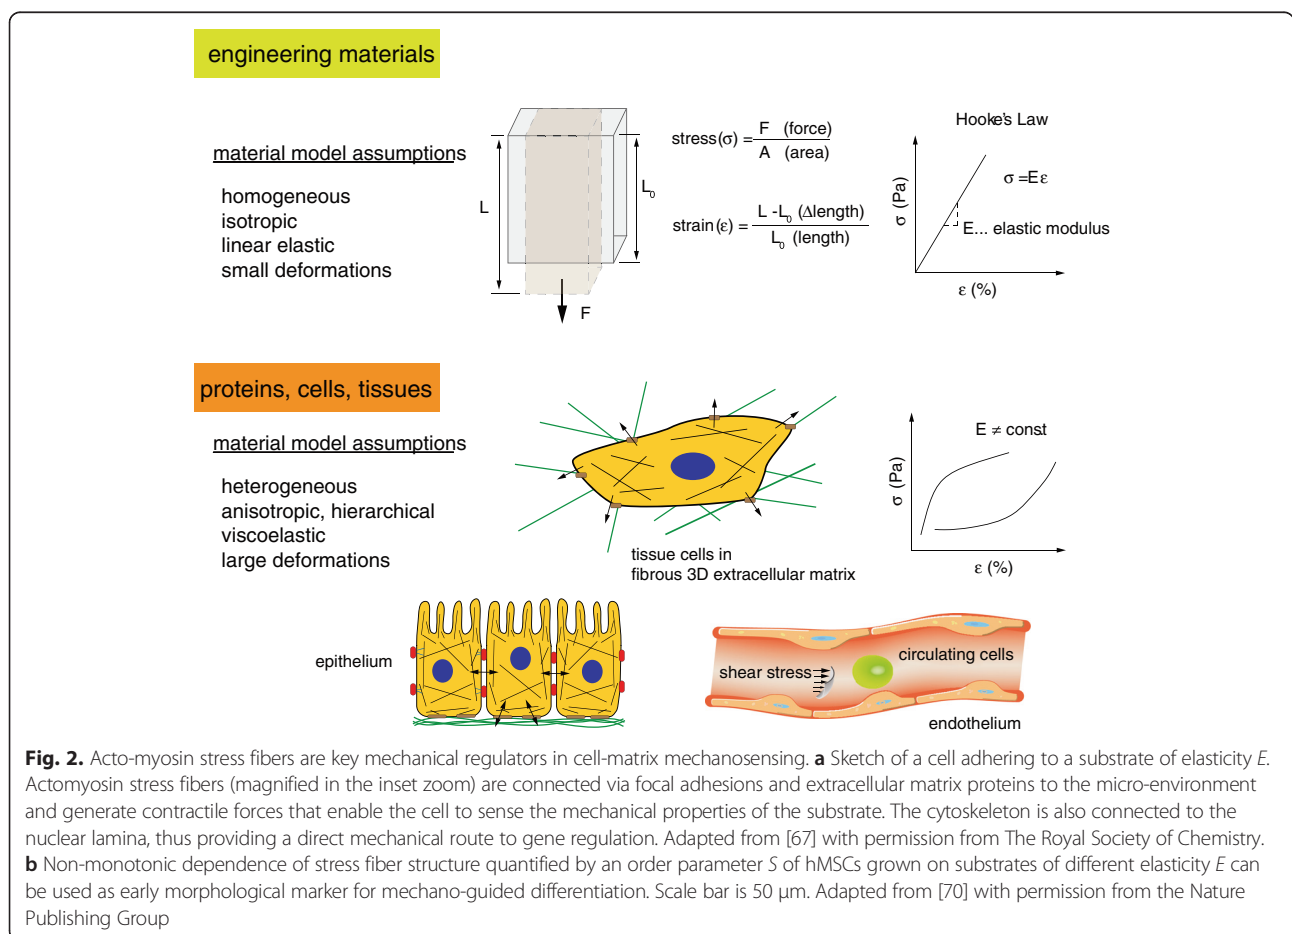 engineering materials
material model assumptions
homogeneous
isotropic
linear elastic
small deformations
L
L0
F
stress(σ) = F (force)
A (area)
strain(ε) = L -L0 (Δlength)
L0 (length)
Hooke's Law
σ (Pa)
σ =Eε
E... elastic modulus
ε (%)
proteins, cells, tissues
material model assumptions
heterogeneous
anisotropic, hierarchical
viscoelastic
large deformations
tissue cells in
fibrous 3D extracellular matrix
E ≠ const
σ (Pa)
ε (%)
epithelium
shear stress
circulating cells
endothelium
Fig. 2. Acto-myosin stress fibers are key mechanical regulators in cell-matrix mechanosensing. a Sketch of a cell adhering to a substrate of elasticity E.
Actomyosin stress fibers (magnified in the inset zoom) are connected via focal adhesions and extracellular matrix proteins to the micro-environment
and generate contractile forces that enable the cell to sense the mechanical properties of the substrate. The cytoskeleton is also connected to the
nuclear lamina, thus providing a direct mechanical route to gene regulation. Adapted from [67] with permission from The Royal Society of Chemistry.
b Non-monotonic dependence of stress fiber structure quantified by an order parameter S of hMSCs grown on substrates of different elasticity E can
be used as early morphological marker for mechano-guided differentiation. Scale bar is 50 μm. Adapted from [70] with permission from the Nature
Publishing Group